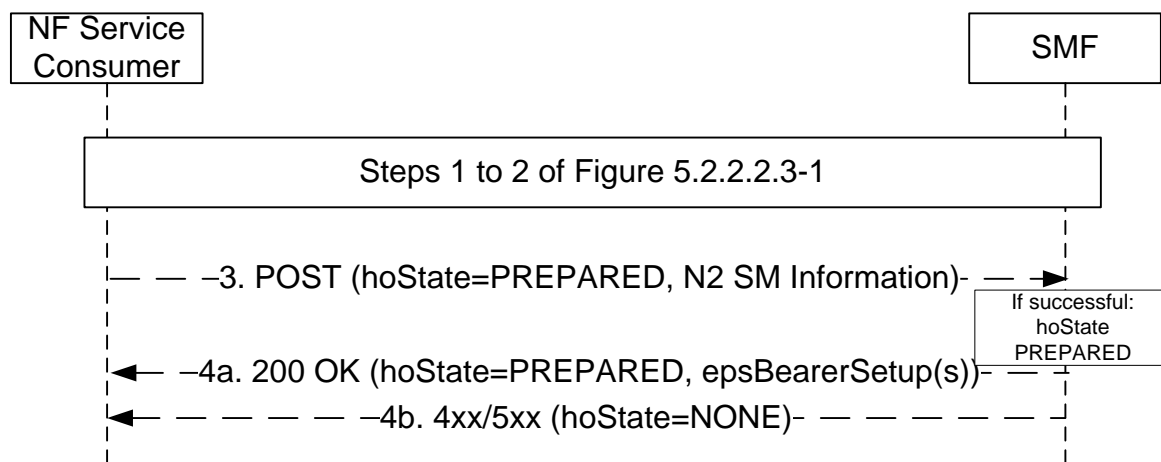 NF Service
Consumer
SMF
Steps 1 to 2 of Figure 5.2.2.2.3-1
3. POST (hoState=PREPARED, N2 SM Information)
If successful:
hoState
PREPARED
4a. 200 OK (hoState=PREPARED, epsBearerSetup(s))
4b. 4xx/5xx (hoState=NONE)